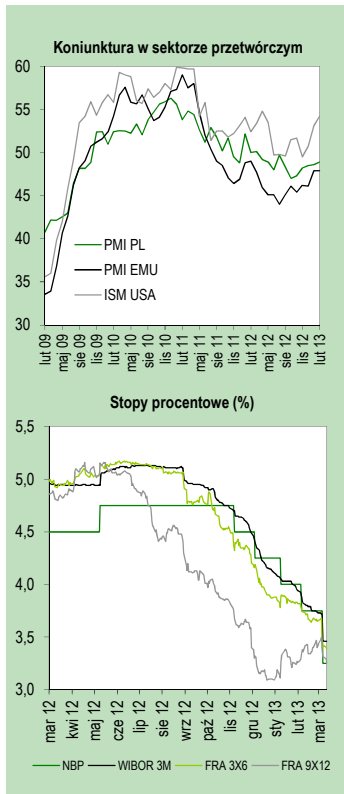 Koniunktura w sektorze przetwórczym
60
55
50
45
40
35
30
PMI PL
PMI EMU
ISM USA
lut 09
maj 09
sie 09
lis 09
lut 10
maj 10
sie 10
lis 10
lut 11
maj 11
sie 11
lis 11
lut 12
maj 12
sie 12
lis 12
lut 13
Stopy procentowe (%)
5,5
5,0
4,5
4,0
3,5
3,0
mar 12
kwi 12
maj 12
cze 12
lip 12
sie 12
wrz 12
paź 12
lis 12
gru 12
sty 13
lut 13
mar 13
NBP
WIBOR 3M
FRA 3X6
FRA 9X12